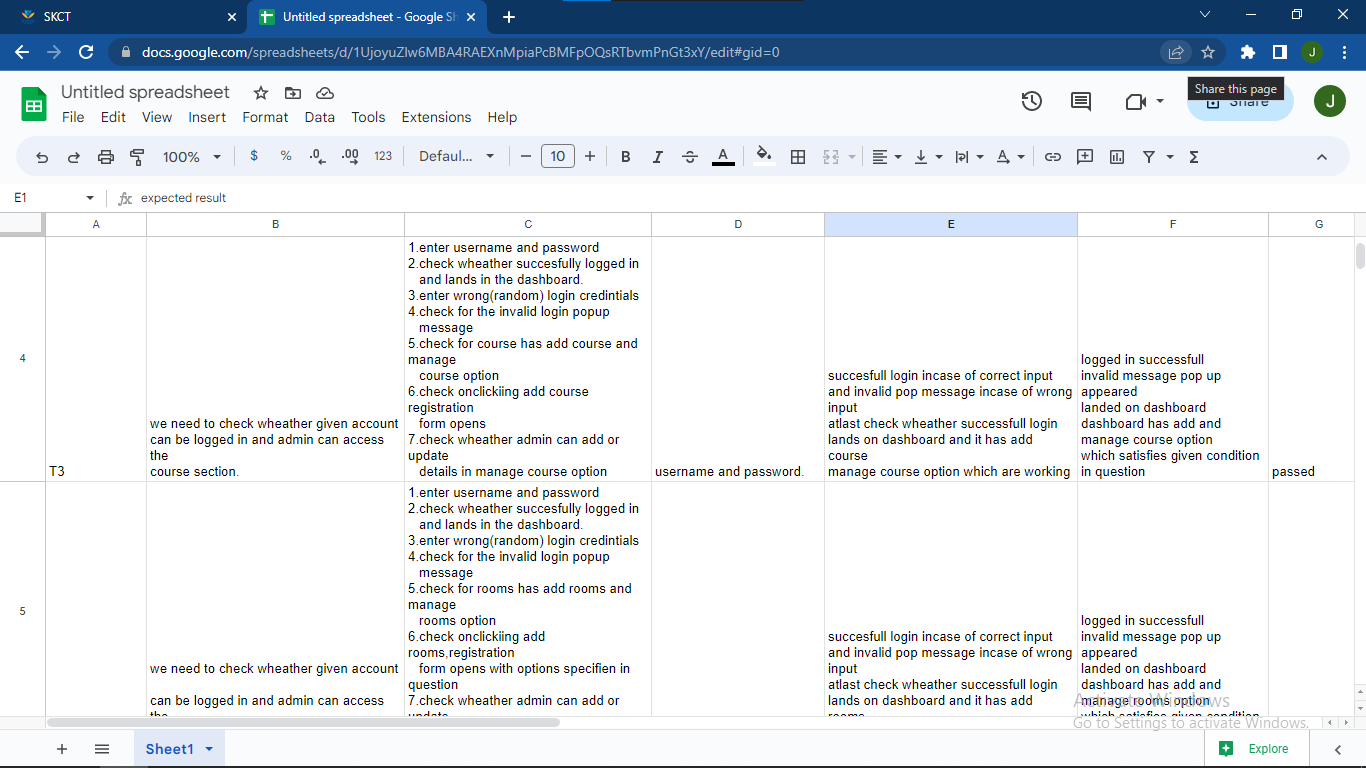 SKCT
Untitled spreadsheet - Google Sh
docs.google.com/spreadsheets/d/1UjoyuZIw6MBA4RAEXnMpiaPcBMFpOQsRTbvmPnGt3xY/edit#gid=0
J
Untitled spreadsheet
Share this page
Share
J
File Edit View Insert Format Data Tools Extensions Help
100% $ % .0 .00 123 Defaul... 10 B I A
E1 fx expected result
A B C D E F G
4
T3
we need to check wheather given account
can be logged in and admin can access
the
course section.
1.enter username and password
2.check wheather succesfully logged in
and lands in the dashboard.
3.enter wrong(random) login credintials
4.check for the invalid login popup
message
5.check for course has add course and
manage
course option
6.check onclickiing add course
registration
form opens
7.check wheather admin can add or
update
details in manage course option
username and password.
succesfull login incase of correct input
and invalid pop message incase of wrong
input
atlast check wheather successfull login
lands on dashboard and it has add
course
manage course option which are working
logged in successfull
invalid message pop up
appeared
landed on dashboard
dashboard has add and
manage course option
which satisfies given condition
in question
passed
5
we need to check wheather given account
can be logged in and admin can access
the
1.enter username and password
2.check wheather succesfully logged in
and lands in the dashboard.
3.enter wrong(random) login credintials
4.check for the invalid login popup
message
5.check for rooms has add rooms and
manage
rooms option
6.check onclickiing add
rooms,registration
form opens with options specifien in
question
7.check wheather admin can add or
update
succesfull login incase of correct input
and invalid pop message incase of wrong
input
atlast check wheather successfull login
lands on dashboard and it has add
rooms
logged in successfull
invalid message pop up
appeared
landed on dashboard
dashboard has add and
manage rooms option
which satisfies given condition
Activate Windows
Go to Settings to activate Windows.
Sheet1
Explore